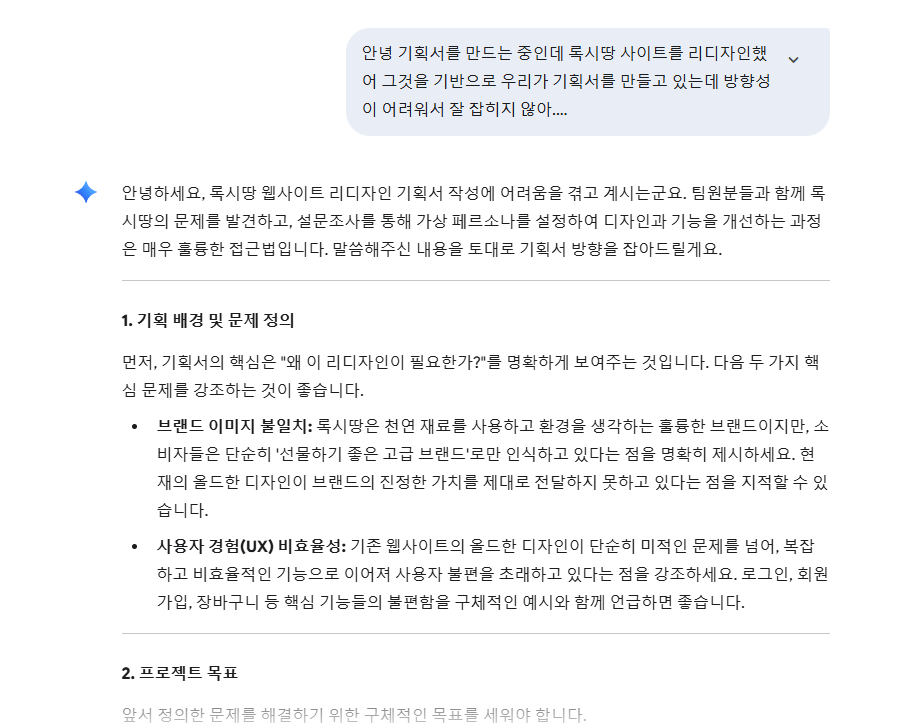 안녕 기획서를 만드는 중인데 록시땅 사이트를 리디자인했
어 그것을 기반으로 우리가 기획서를 만들고 있는데 방향성
이 어려워서 잘 잡히지 않아....
안녕하세요, 록시땅 웹사이트 리디자인 기획서 작성에 어려움을 겪고 계시는군요. 팀원분들과 함께 록
시땅의 문제를 발견하고, 설문조사를 통해 가상 페르소나를 설정하여 디자인과 기능을 개선하는 과정
은 매우 훌륭한 접근법입니다. 말씀해주신 내용을 토대로 기획서 방향을 잡아드릴게요.
1. 기획 배경 및 문제 정의
먼저, 기획서의 핵심은 "왜 이 리디자인이 필요한가?"를 명확하게 보여주는 것입니다. 다음 두 가지 핵
심 문제를 강조하는 것이 좋습니다.
• 브랜드 이미지 불일치: 록시땅은 천연 재료를 사용하고 환경을 생각하는 훌륭한 브랜드이지만, 소
비자들은 단순히 '선물하기 좋은 고급 브랜드'로만 인식하고 있다는 점을 명확히 제시하세요. 현
재의 올드한 디자인이 브랜드의 진정한 가치를 제대로 전달하지 못하고 있다는 점을 지적할 수 있
습니다.
• 사용자 경험(UX) 비효율성: 기존 웹사이트의 올드한 디자인이 단순히 미적인 문제를 넘어, 복잡
하고 비효율적인 기능으로 이어져 사용자 불편을 초래하고 있다는 점을 강조하세요. 로그인, 회원
가입, 장바구니 등 핵심 기능들의 불편함을 구체적인 예시와 함께 언급하면 좋습니다.
2. 프로젝트 목표
앞서 정의한 문제를 해결하기 위한 구체적인 목표를 세워야 합니다.